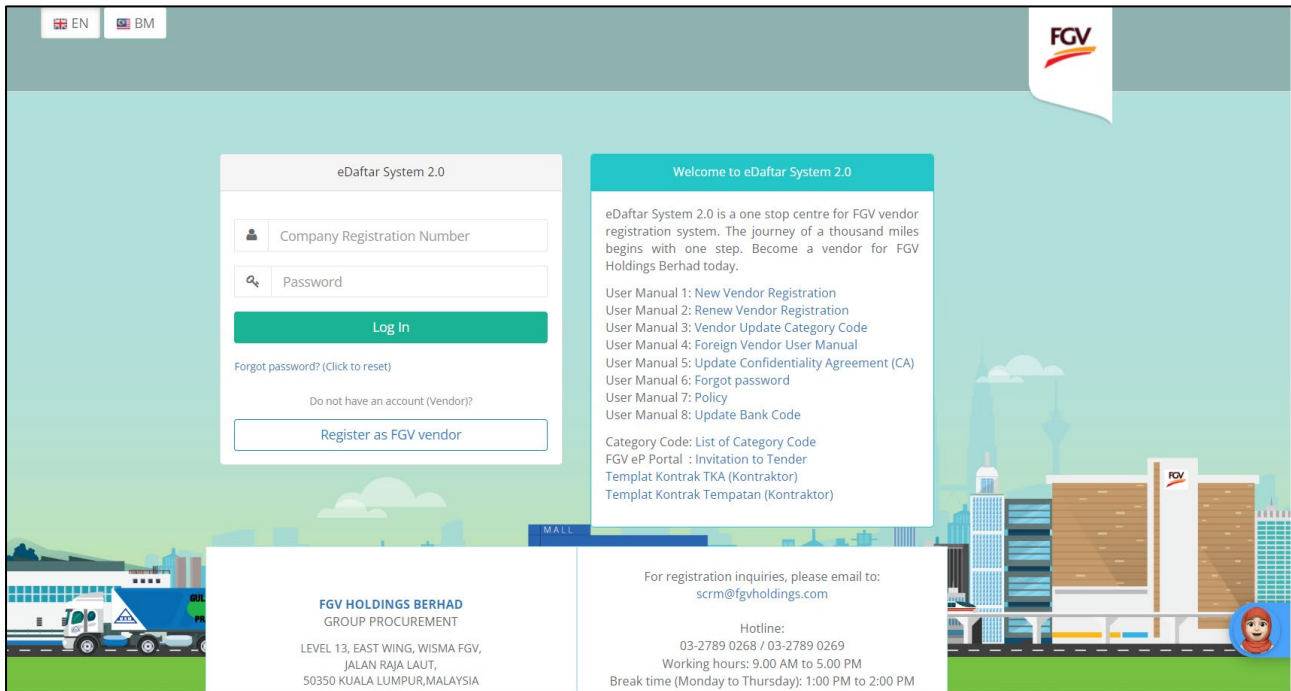 EN
BM
FGV
eDaftar System 2.0
Company Registration Number
Password
Log In
Forgot password? (Click to reset)
Do not have an account (Vendor)?
Register as FGV vendor
Welcome to eDaftar System 2.0
eDaftar System 2.0 is a one stop centre for FGV vendor
registration system. The journey of a thousand miles
begins with one step. Become a vendor for FGV
Holdings Berhad today.
User Manual 1: New Vendor Registration
User Manual 2: Renew Vendor Registration
User Manual 3: Vendor Update Category Code
User Manual 4: Foreign Vendor User Manual
User Manual 5: Update Confidentiality Agreement (CA)
User Manual 6: Forgot password
User Manual 7: Policy
User Manual 8: Update Bank Code
Category Code: List of Category Code
FGV eP Portal : Invitation to Tender
Templat Kontrak TKA (Kontraktor)
Templat Kontrak Tempatan (Kontraktor)
FGV
MALL
FGV HOLDINGS BERHAD
GROUP PROCUREMENT
LEVEL 13, EAST WING, WISMA FGV,
JALAN RAJA LAUT,
50350 KUALA LUMPUR,MALAYSIA
For registration inquiries, please email to:
scrm@fgvholdings.com
Hotline:
03-2789 0268 / 03-2789 0269
Working hours: 9.00 AM to 5.00 PM
Break time (Monday to Thursday): 1:00 PM to 2:00 PM